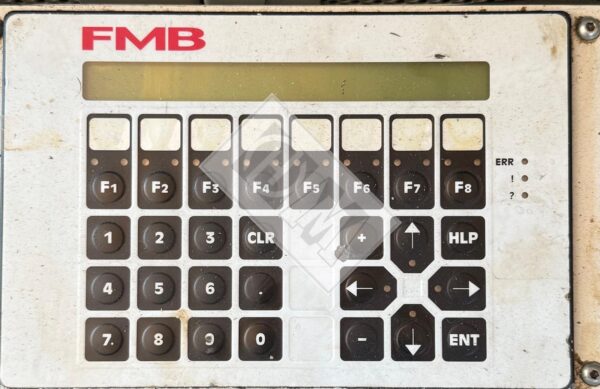 FMB
ERR
!
?
F1 F2 F3 F4 F5 F6 F7 F8
1 2 3 CLR + ↑ HLP
4 5 6 . ← →
7 8 9 0 - ↓ ENT